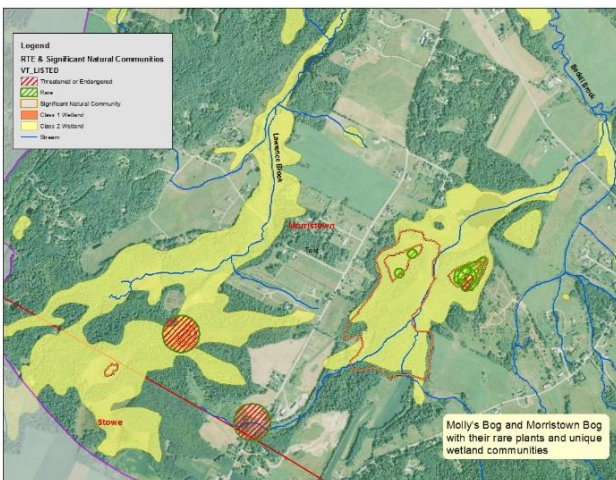 Legend
RTE & Significant Natural Communities
VT_LISTED
Threatened or Endangered
Rare
Significant Natural Community
Class 1 Wetland
Class 2 Wetland
Stream
Lawrence Brook
Morristown
Stowe
Molly's Bog and Morristown Bog
with their rare plants and unique
wetland communities